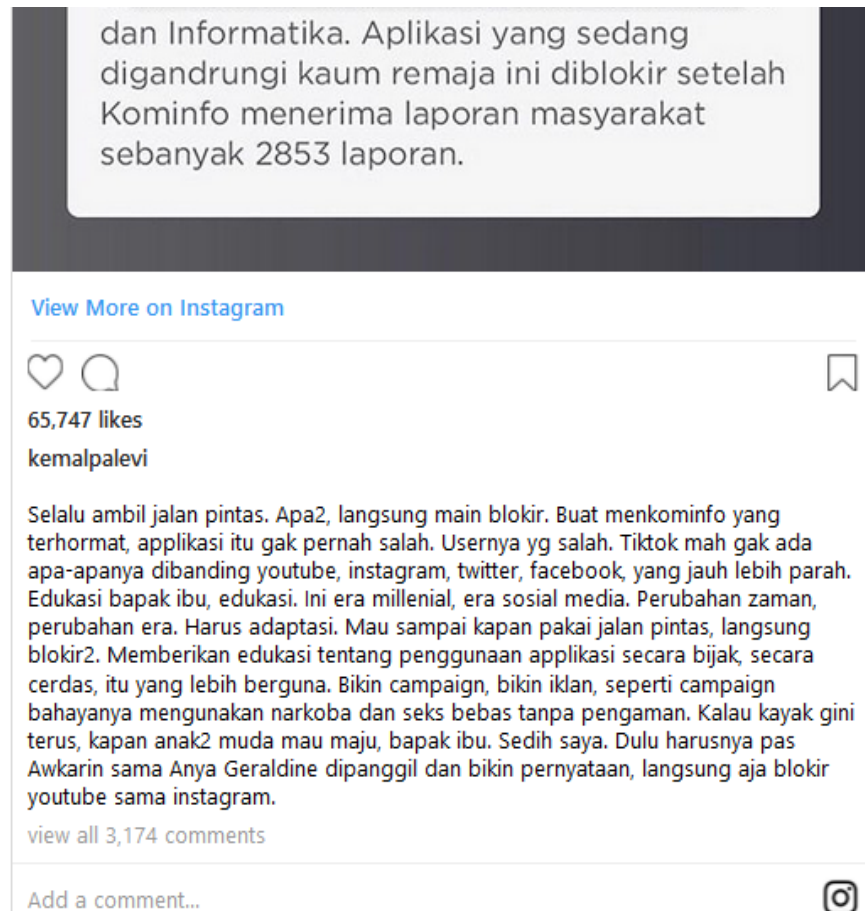 dan Informatika. Aplikasi yang sedang
digandrungi kaum remaja ini diblokir setelah
Kominfo menerima laporan masyarakat
sebanyak 2853 laporan.
View More on Instagram
65,747 likes
kemalpalevi
Selalu ambil jalan pintas. Apa2, langsung main blokir. Buat menkominfo yang
terhormat, applikasi itu gak pernah salah. Usernya yg salah. Tiktok mah gak ada
apa-apanya dibanding youtube, instagram, twitter, facebook, yang jauh lebih parah.
Edukasi bapak ibu, edukasi. Ini era millenial, era sosial media. Perubahan zaman,
perubahan era. Harus adaptasi. Mau sampai kapan pakai jalan pintas, langsung
blokir2. Memberikan edukasi tentang penggunaan applikasi secara bijak, secara
cerdas, itu yang lebih berguna. Bikin campaign, bikin iklan, seperti campaign
bahayanya mengunakan narkoba dan seks bebas tanpa pengaman. Kalau kayak gini
terus, kapan anak2 muda mau maju, bapak ibu. Sedih saya. Dulu harusnya pas
Awkarin sama Anya Geraldine dipanggil dan bikin pernyataan, langsung aja blokir
youtube sama instagram.
view all 3,174 comments
Add a comment...